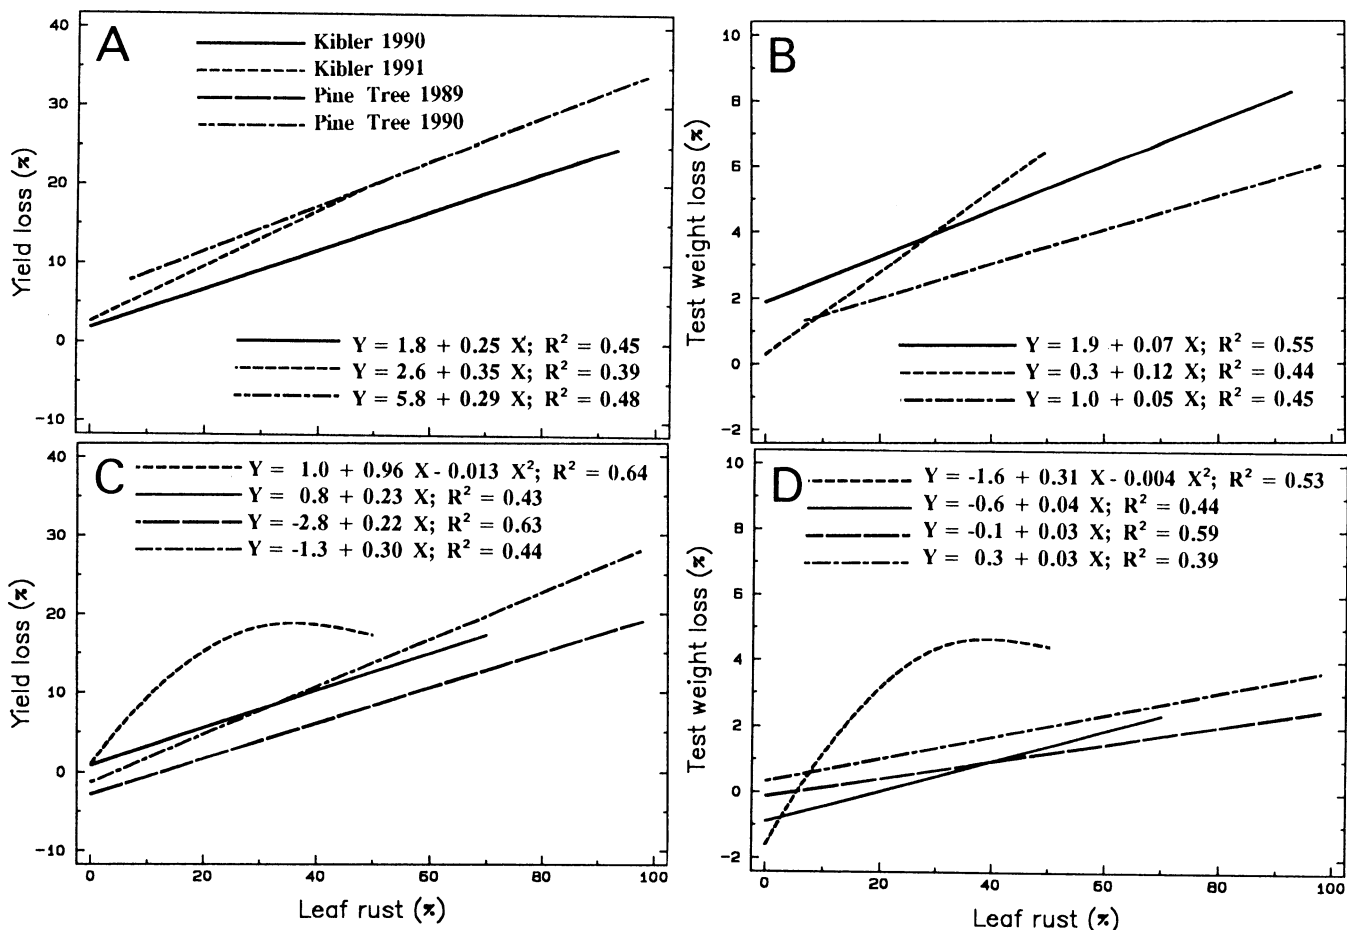 A
Kibler 1990
Kibler 1991
Pine Tree 1989
Pine Tree 1990
Y = 1.8 + 0.25 X; R² = 0.45
Y = 2.6 + 0.35 X; R² = 0.39
Y = 5.8 + 0.29 X; R² = 0.48
40
30
20
10
0
-10
Yield loss (%)
B
Y = 1.9 + 0.07 X; R² = 0.55
Y = 0.3 + 0.12 X; R² = 0.44
Y = 1.0 + 0.05 X; R² = 0.45
10
8
6
4
2
0
-2
Test weight loss (%)
C
Y = 1.0 + 0.96 X - 0.013 X²; R² = 0.64
Y = 0.8 + 0.23 X; R² = 0.43
Y = -2.8 + 0.22 X; R² = 0.63
Y = -1.3 + 0.30 X; R² = 0.44
40
30
20
10
0
-10
Yield loss (%)
0 20 40 60 80 100
Leaf rust (%)
D
Y = -1.6 + 0.31 X - 0.004 X²; R² = 0.53
Y = -0.6 + 0.04 X; R² = 0.44
Y = -0.1 + 0.03 X; R² = 0.59
Y = 0.3 + 0.03 X; R² = 0.39
10
8
6
4
2
0
-2
Test weight loss (%)
0 20 40 60 80 100
Leaf rust (%)